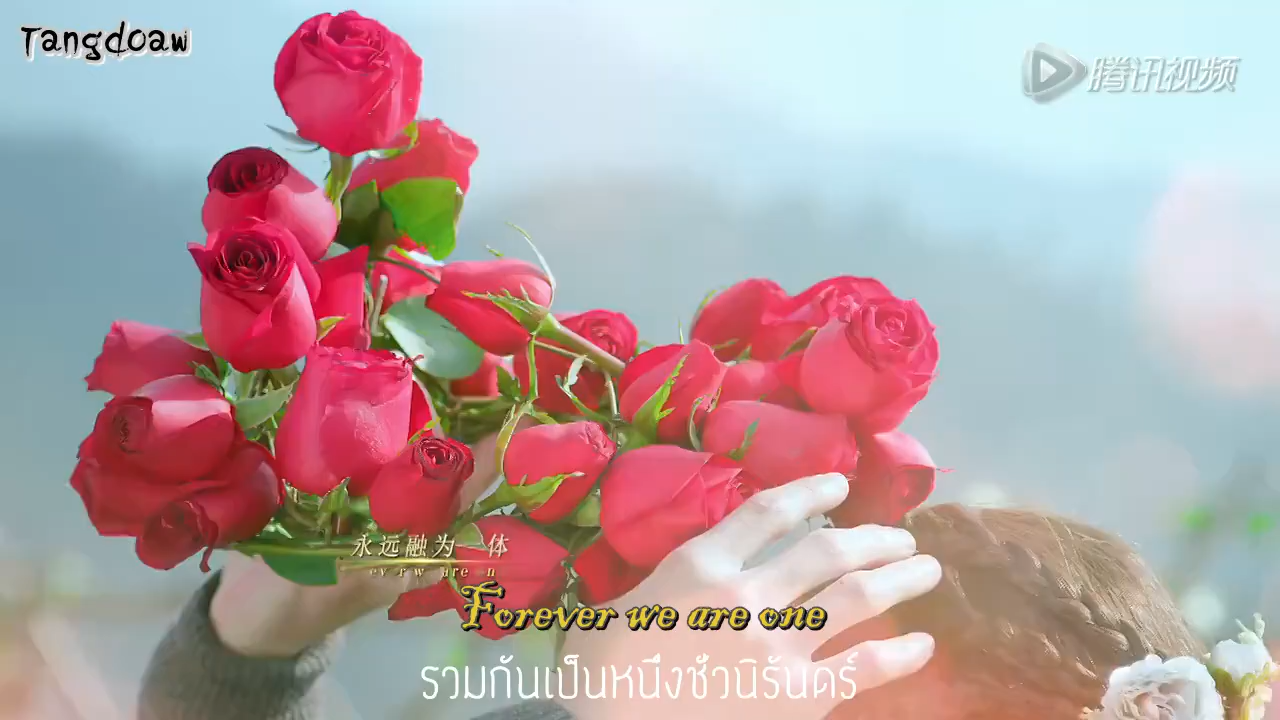 Tangdoaw
腾讯视频
永远融为一体
Forever we are one
รวมกันเป็นหนึ่งชั่วนิรันดร์